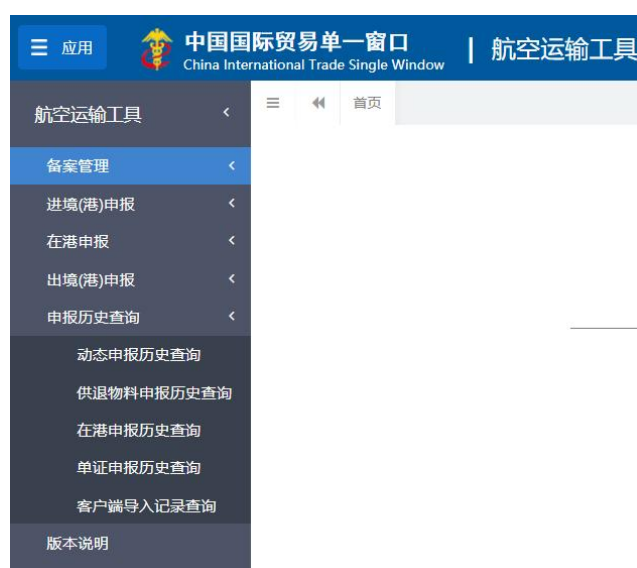 应用
中国国际贸易单一窗口
China International Trade Single Window
| 航空运输工具
航空运输工具
首页
备案管理
进境(港)申报
在港申报
出境(港)申报
申报历史查询
动态申报历史查询
供退物料申报历史查询
在港申报历史查询
单证申报历史查询
客户端导入记录查询
版本说明